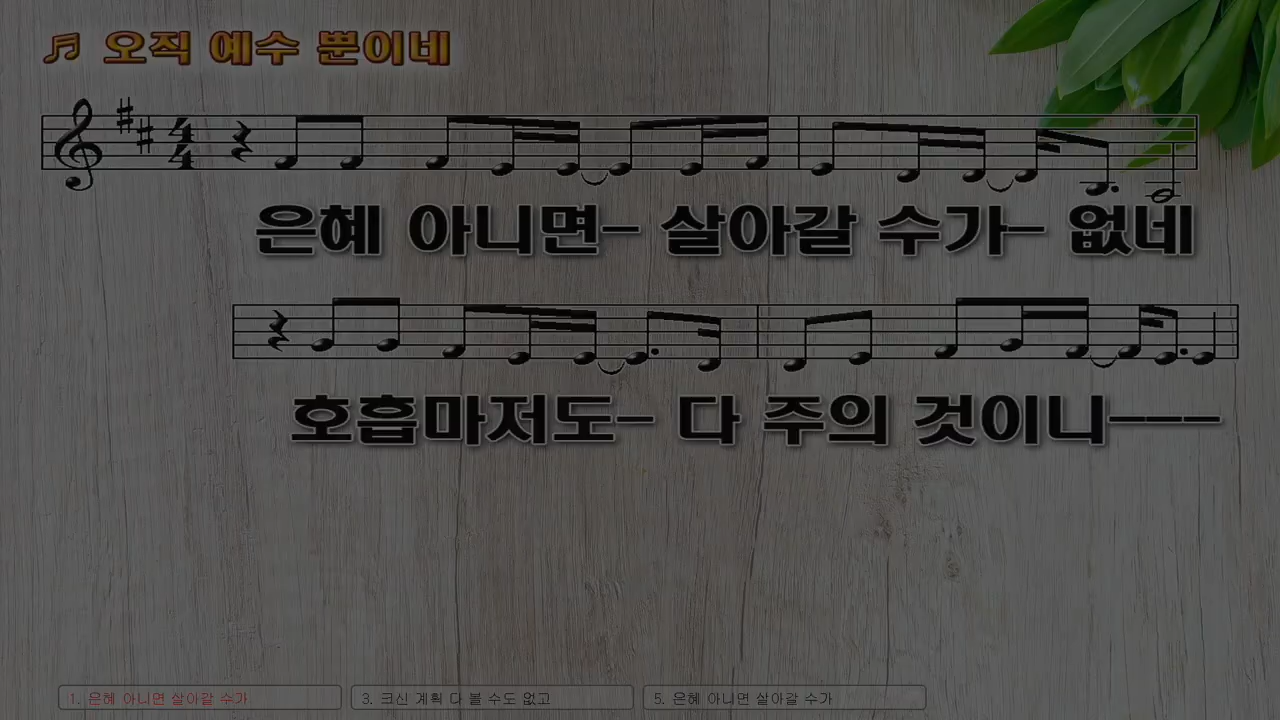 ♬ 오직 예수 뿐이네
은혜 아니면- 살아갈 수가- 없네
호흡마저도- 다 주의 것이니---
1. 은혜 아니면 살아갈 수가
3. 크신 계획 다 볼 수도 없고
5. 은혜 아니면 살아갈 수가